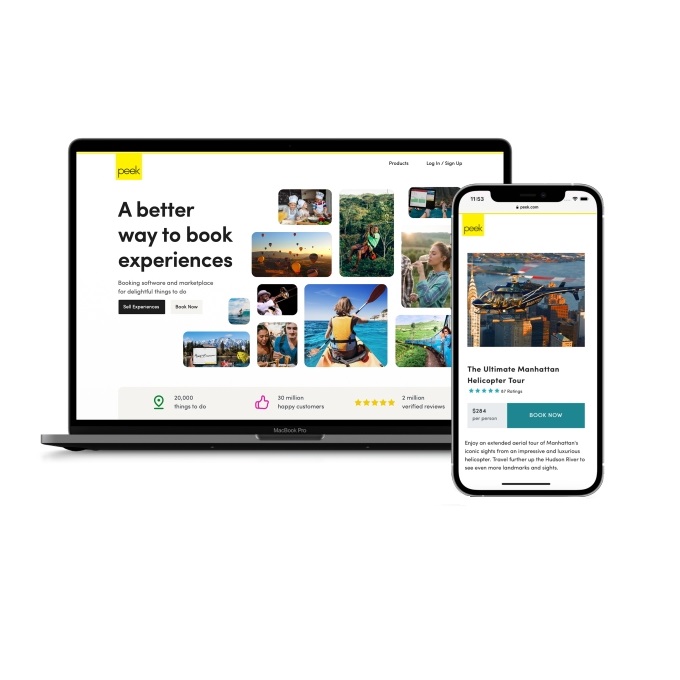 peek
Products
Log In / Sign Up
A better
way to book
experiences
Booking software and marketplace
for delightful things to do
Sell Experiences
Book Now
20,000
things to do
30 million
happy customers
2 million
verified reviews
MacBook Pro
11:53
peek.com
peek
The Ultimate Manhattan
Helicopter Tour
87 Ratings
$284
per person
BOOK NOW
Enjoy an extended aerial tour of Manhattan's
iconic sights from an impressive and luxurious
helicopter. Travel further up the Hudson River to
see even more landmarks and sights.